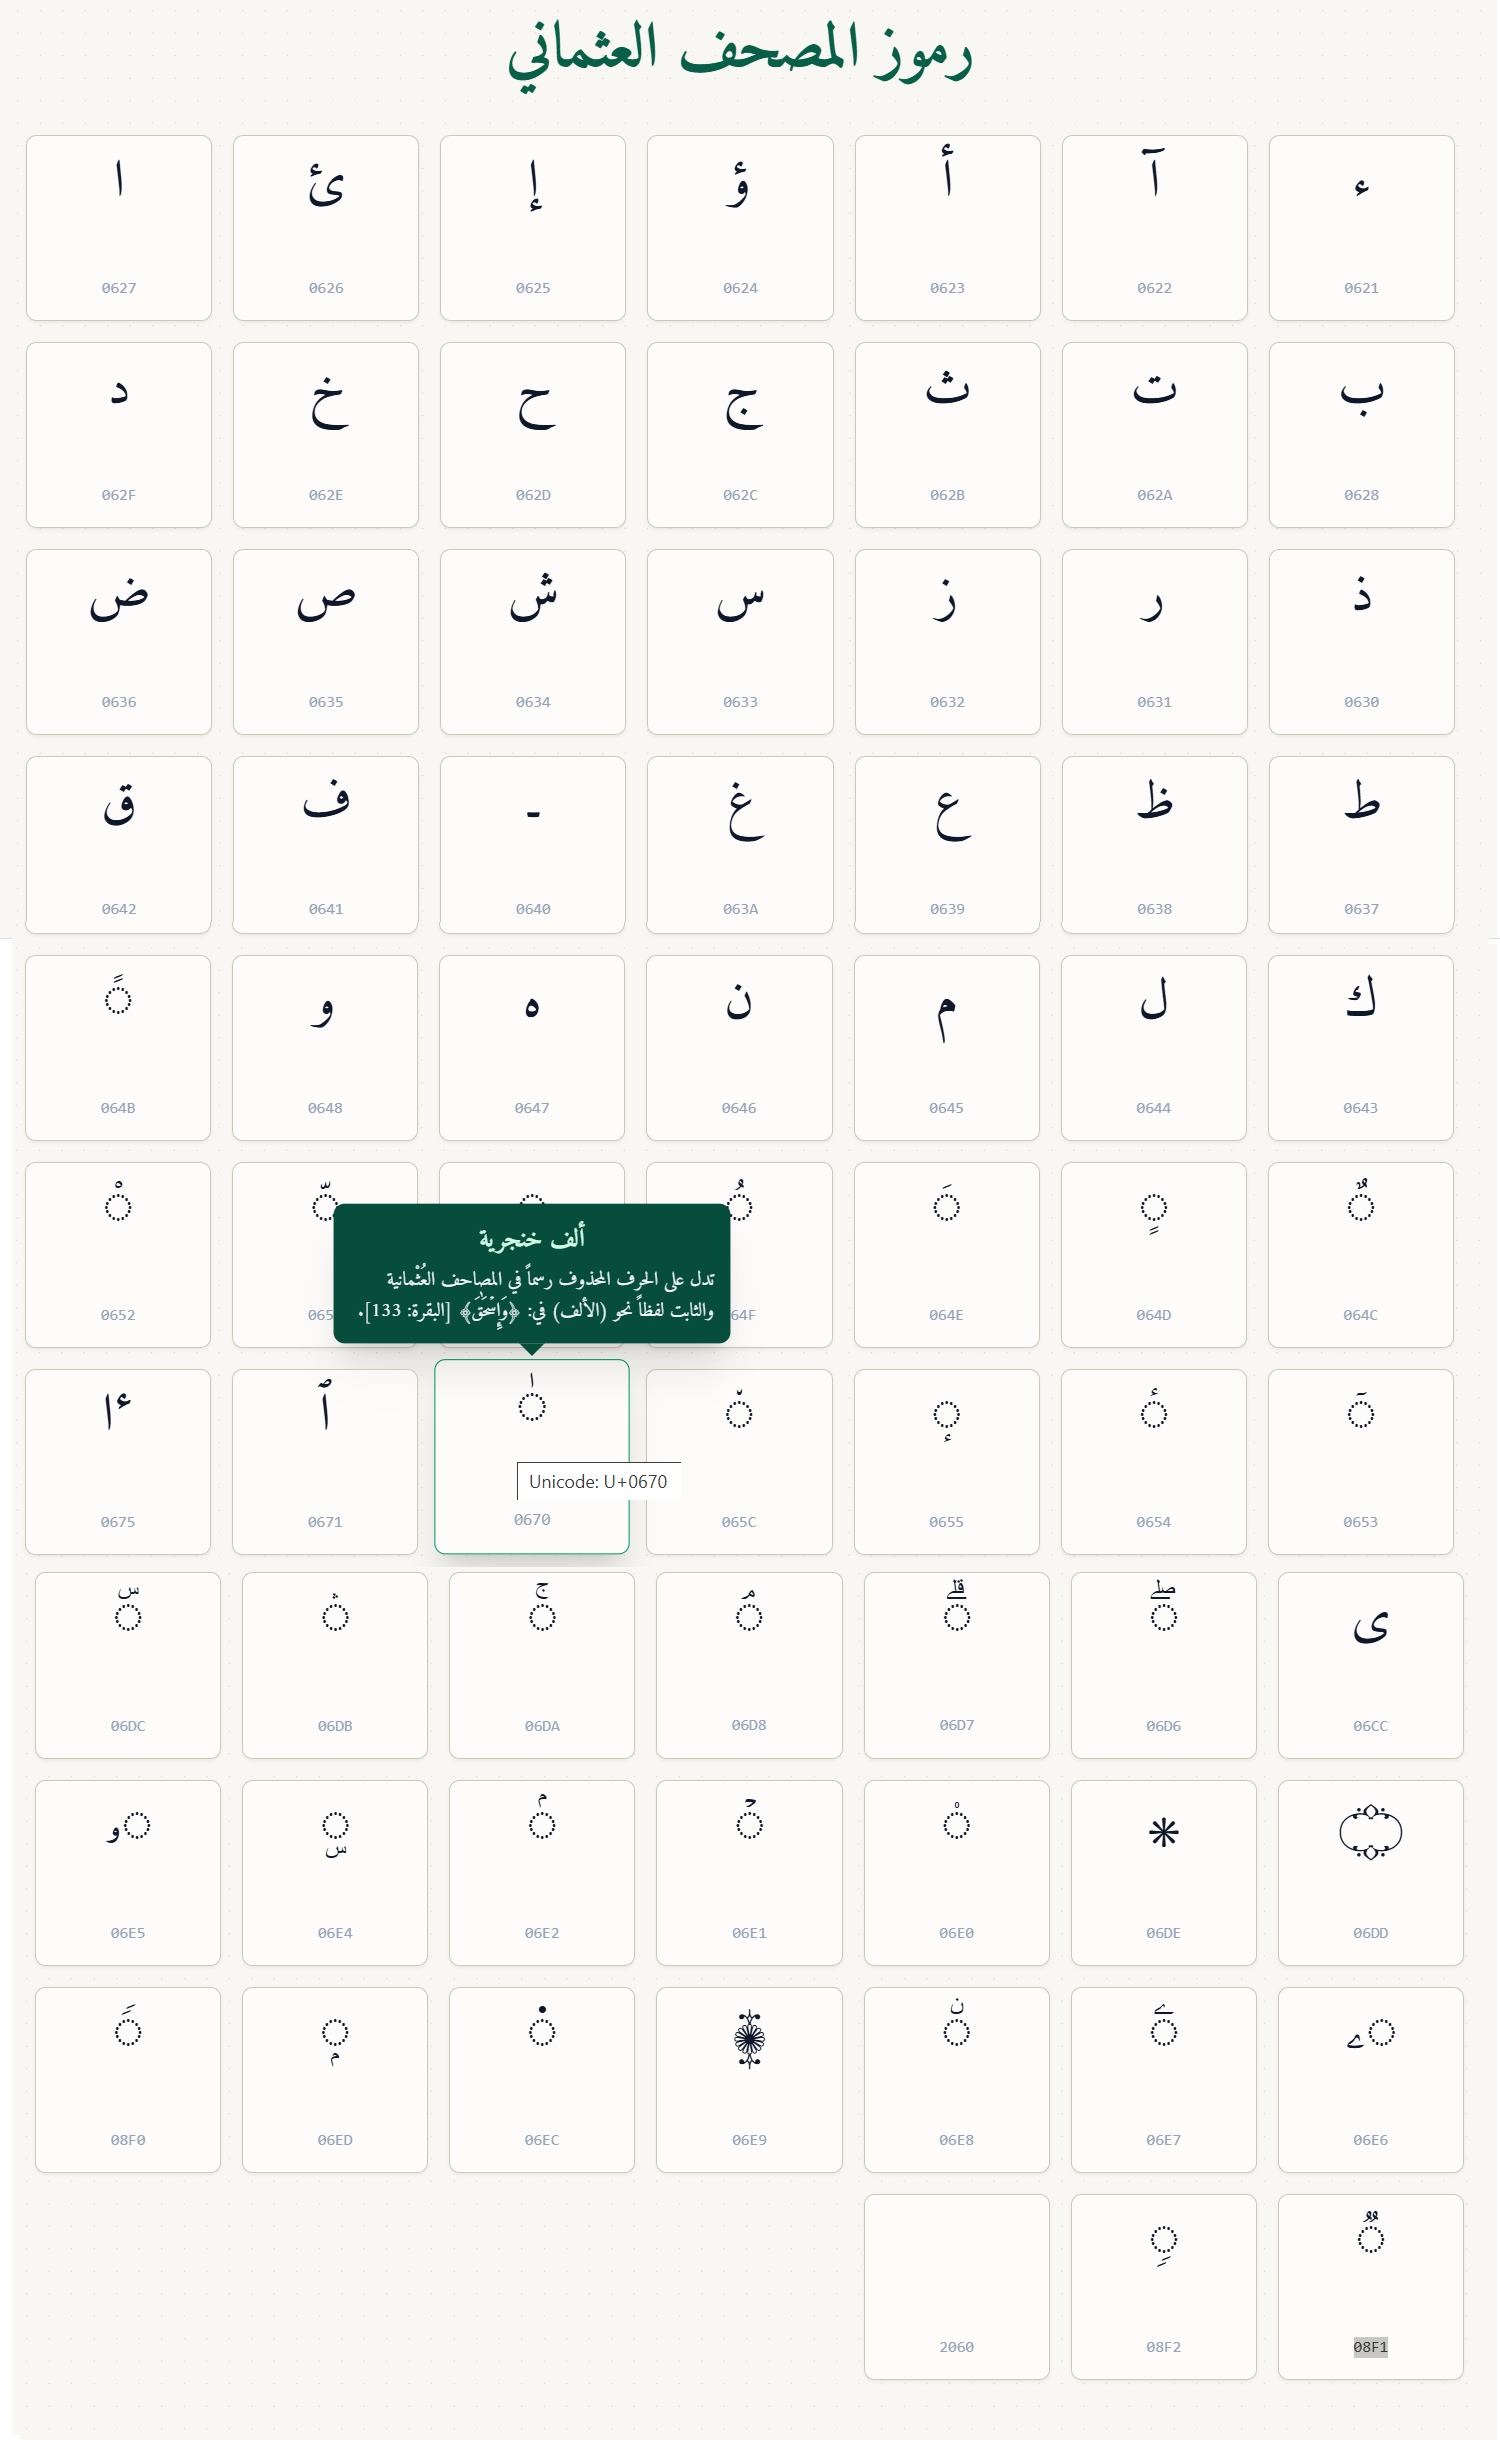 رموز المصحف العثماني
ء آ أ ؤ إ ئ ا
0621 0622 0623 0624 0625 0626 0627
ب ت ث ج ح خ د
0628 062A 062B 062C 062D 062E 062F
ذ ر ز س ش ص ض
0630 0631 0632 0633 0634 0635 0636
ط ظ ع غ ـ ف ق
0637 0638 0639 063A 0640 0641 0642
ك ل م ن ه و ◌ً
0643 0644 0645 0646 0647 0648 064B
◌ٌ ◌ٍ ◌َ ◌ُ ◌ّ ◌ْ
ألف خنجرية
تدل على الحرف المحذوف رسماً في المصاحف العُثْمانية
والثابت لفظاً نحو (الألف) في: ﴿وَإِسۡحَٰقَ﴾ [البقرة: 133].
064C 064D 064E 64F 065 0652
◌ٓ ◌ٔ ◌ٕ ◌ٜ ◌ٰ ٱ ٵ
Unicode: U+0670
0653 0654 0655 065C 0670 0671 0675
ی ◌ۖ ◌ۗ ◌ۘ ◌ۚ ◌ۛ ◌ۜ
06CC 06D6 06D7 06D8 06DA 06DB 06DC
۝ ۞ ◌۠ ◌ۡ ◌ۢ ◌ۤ ◌ۥ
06DD 06DE 06E0 06E1 06E2 06E4 06E5
◌ۦ ◌ۧ ◌ۨ ۩ ◌۬ ◌ۭ ◌ࣰ
06E6 06E7 06E8 06E9 06EC 06ED 08F0
◌ࣱ ◌ࣲ
08F1 08F2 2060